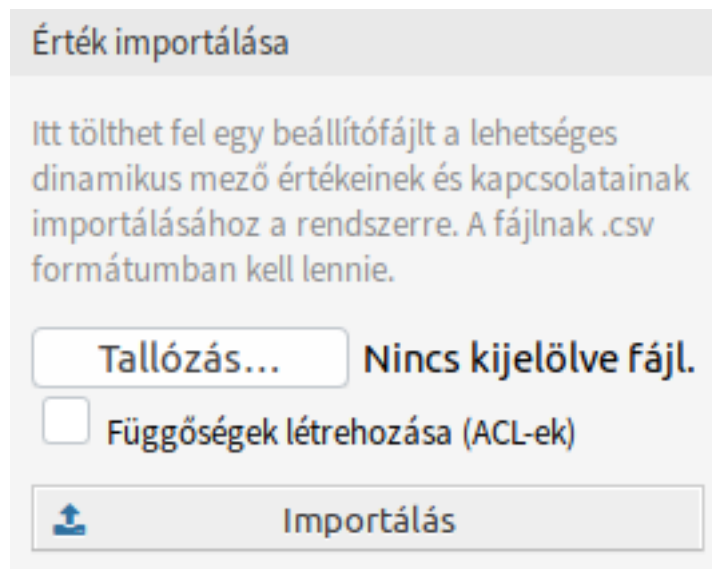 Érték importálása
Itt tölthet fel egy beállítófájlt a lehetséges
dinamikus mező értékeinek és kapcsolatainak
importálásához a rendszerre. A fájlnak .csv
formátumban kell lennie.
Tallózás... Nincs kijelölve fájl.
Függőségek létrehozása (ACL-ek)
Importálás